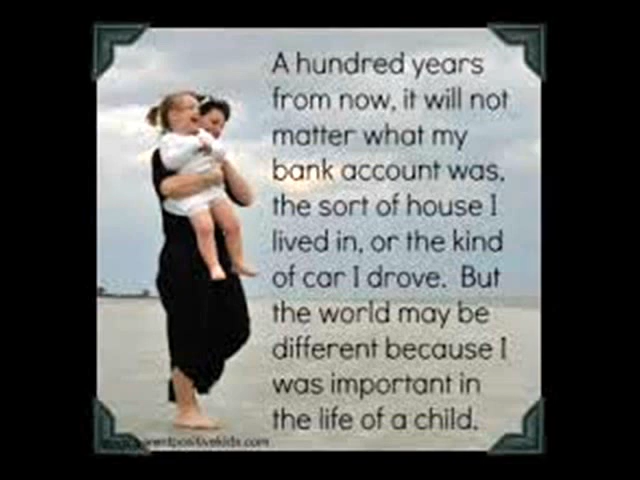 A hundred years
from now, it will not
matter what my
bank account was,
the sort of house I
lived in, or the kind
of car I drove. But
the world may be
different because I
was important in
the life of a child.
parentpositivekids.com